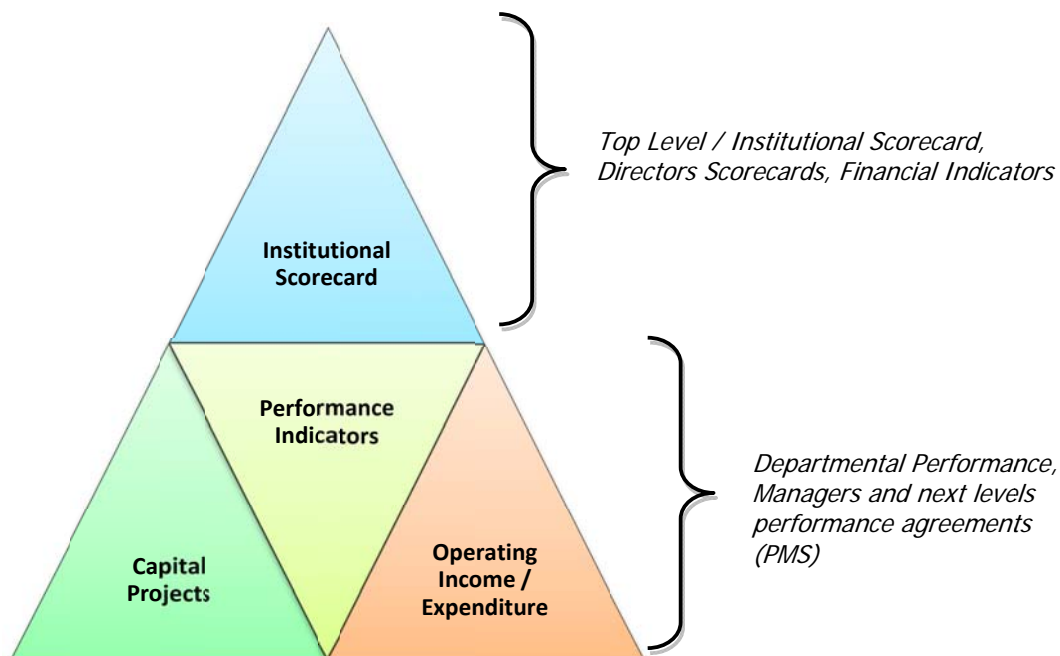 Top Level / Institutional Scorecard,
Directors Scorecards, Financial Indicators
Institutional
Scorecard
Performance
Indicators
Departmental Performance,
Managers and next levels
performance agreements
(PMS)
Capital
Projects
Operating
Income /
Expenditure